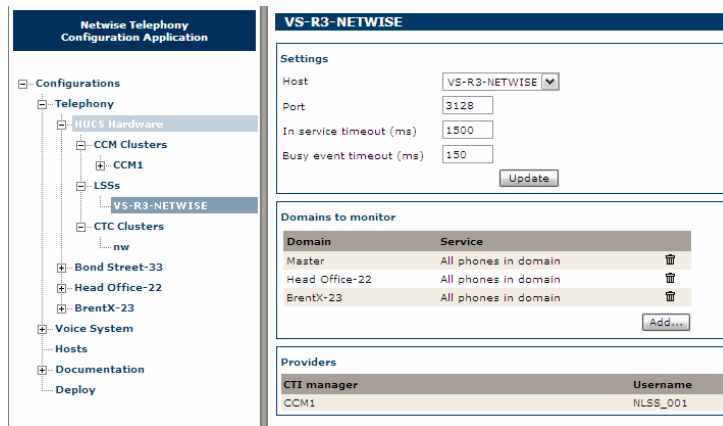 Netwise Telephony
Configuration Application
Configurations
Telephony
HUCS Hardware
CCM Clusters
CCM1
LSSs
VS-R3-NETWISE
CTC Clusters
nw
Bond Street-33
Head Office-22
BrentX-23
Voice System
Hosts
Documentation
Deploy
VS-R3-NETWISE
Settings
Host VS-R3-NETWISE
Port 3128
In service timeout (ms) 1500
Busy event timeout (ms) 150
Update
Domains to monitor
Domain Service
Master All phones in domain
Head Office-22 All phones in domain
BrentX-23 All phones in domain
Add...
Providers
CTI manager Username
CCM1 NLSS_001